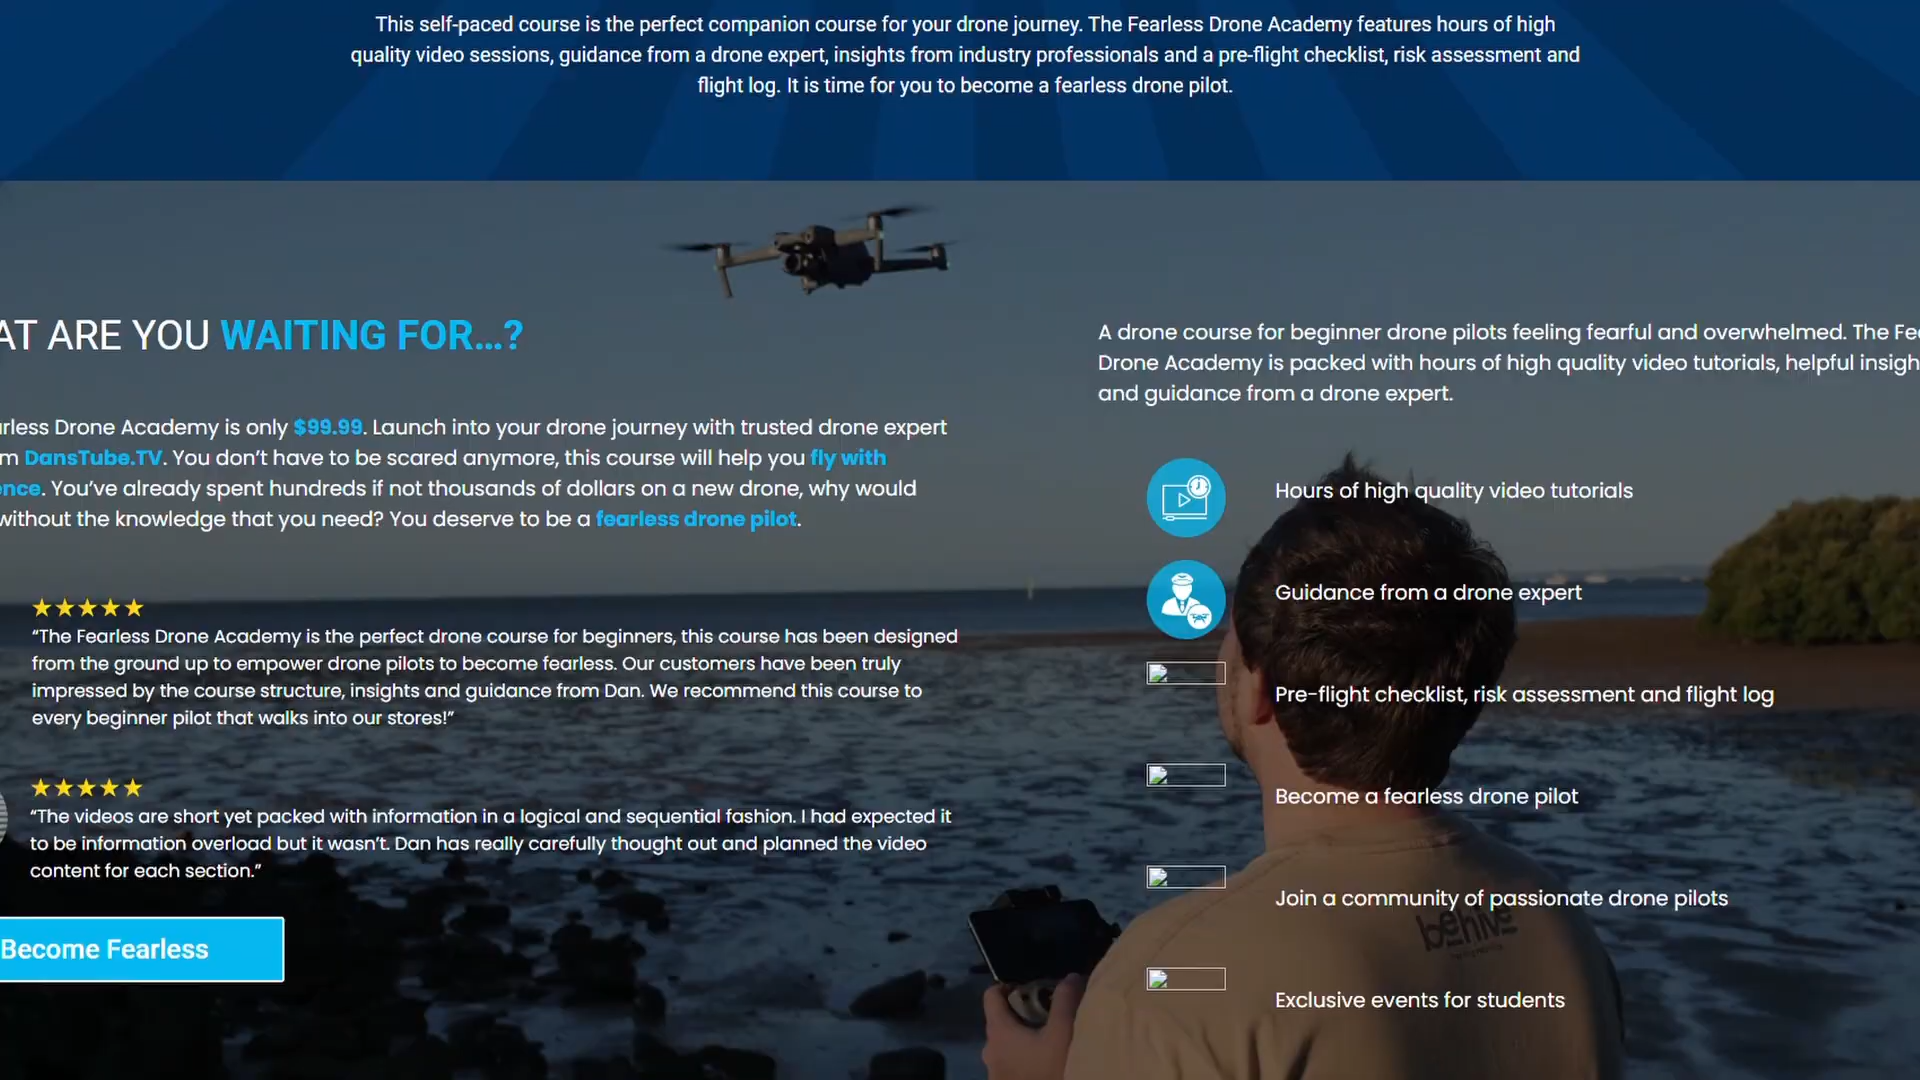 This self-paced course is the perfect companion course for your drone journey. The Fearless Drone Academy features hours of high
quality video sessions, guidance from a drone expert, insights from industry professionals and a pre-flight checklist, risk assessment and
flight log. It is time for you to become a fearless drone pilot.
AT ARE YOU WAITING FOR...?
rless Drone Academy is only $99.99. Launch into your drone journey with trusted drone expert
m DansTube.TV. You don’t have to be scared anymore, this course will help you fly with
ence. You’ve already spent hundreds if not thousands of dollars on a new drone, why would
without the knowledge that you need? You deserve to be a fearless drone pilot.
★★★★★
“The Fearless Drone Academy is the perfect drone course for beginners, this course has been designed
from the ground up to empower drone pilots to become fearless. Our customers have been truly
impressed by the course structure, insights and guidance from Dan. We recommend this course to
every beginner pilot that walks into our stores!”
★★★★★
“The videos are short yet packed with information in a logical and sequential fashion. I had expected it
to be information overload but it wasn’t. Dan has really carefully thought out and planned the video
content for each section.”
Become Fearless
A drone course for beginner drone pilots feeling fearful and overwhelmed. The Fe
Drone Academy is packed with hours of high quality video tutorials, helpful insigh
and guidance from a drone expert.
Hours of high quality video tutorials
Guidance from a drone expert
Pre-flight checklist, risk assessment and flight log
Become a fearless drone pilot
Join a community of passionate drone pilots
behive
Exclusive events for students